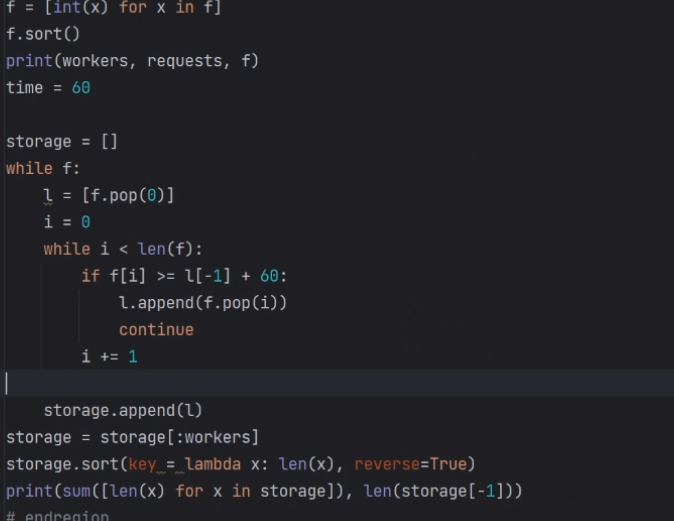 f = [int(x) for x in f]
f.sort()
print(workers, requests, f)
time = 60

storage = []
while f:
    l = [f.pop(0)]
    i = 0
    while i < len(f):
        if f[i] >= l[-1] + 60:
            l.append(f.pop(i))
            continue
        i += 1

    storage.append(l)
storage = storage[:workers]
storage.sort(key = lambda x: len(x), reverse=True)
print(sum([len(x) for x in storage]), len(storage[-1]))
# endregion